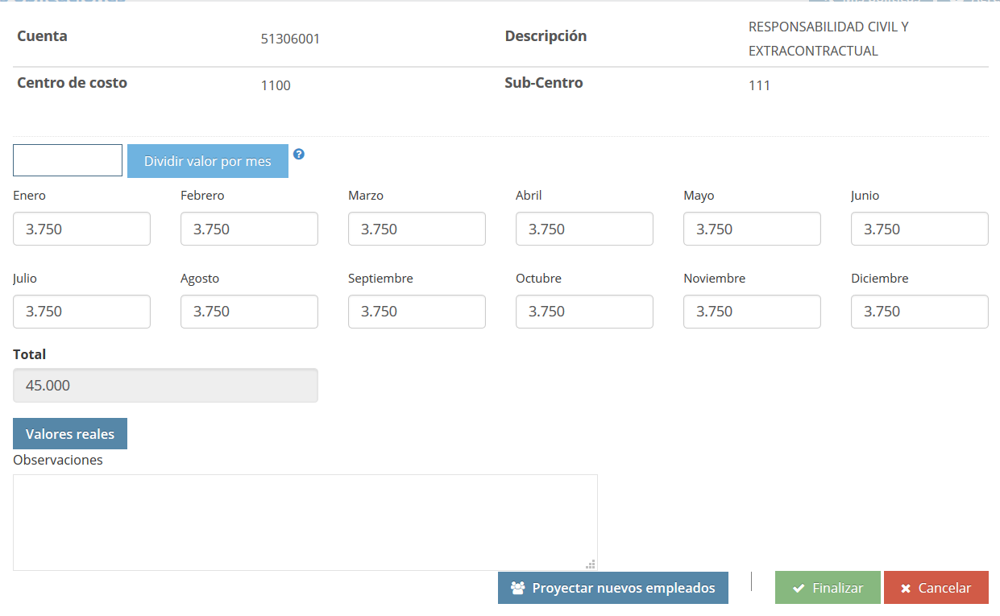 Cuenta 51306001 Descripción RESPONSABILIDAD CIVIL Y
EXTRACONTRACTUAL
Centro de costo 1100 Sub-Centro 111
Dividir valor por mes ?
Enero Febrero Marzo Abril Mayo Junio
3.750 3.750 3.750 3.750 3.750 3.750
Julio Agosto Septiembre Octubre Noviembre Diciembre
3.750 3.750 3.750 3.750 3.750 3.750
Total
45.000
Valores reales
Observaciones
Proyectar nuevos empleados | Finalizar Cancelar